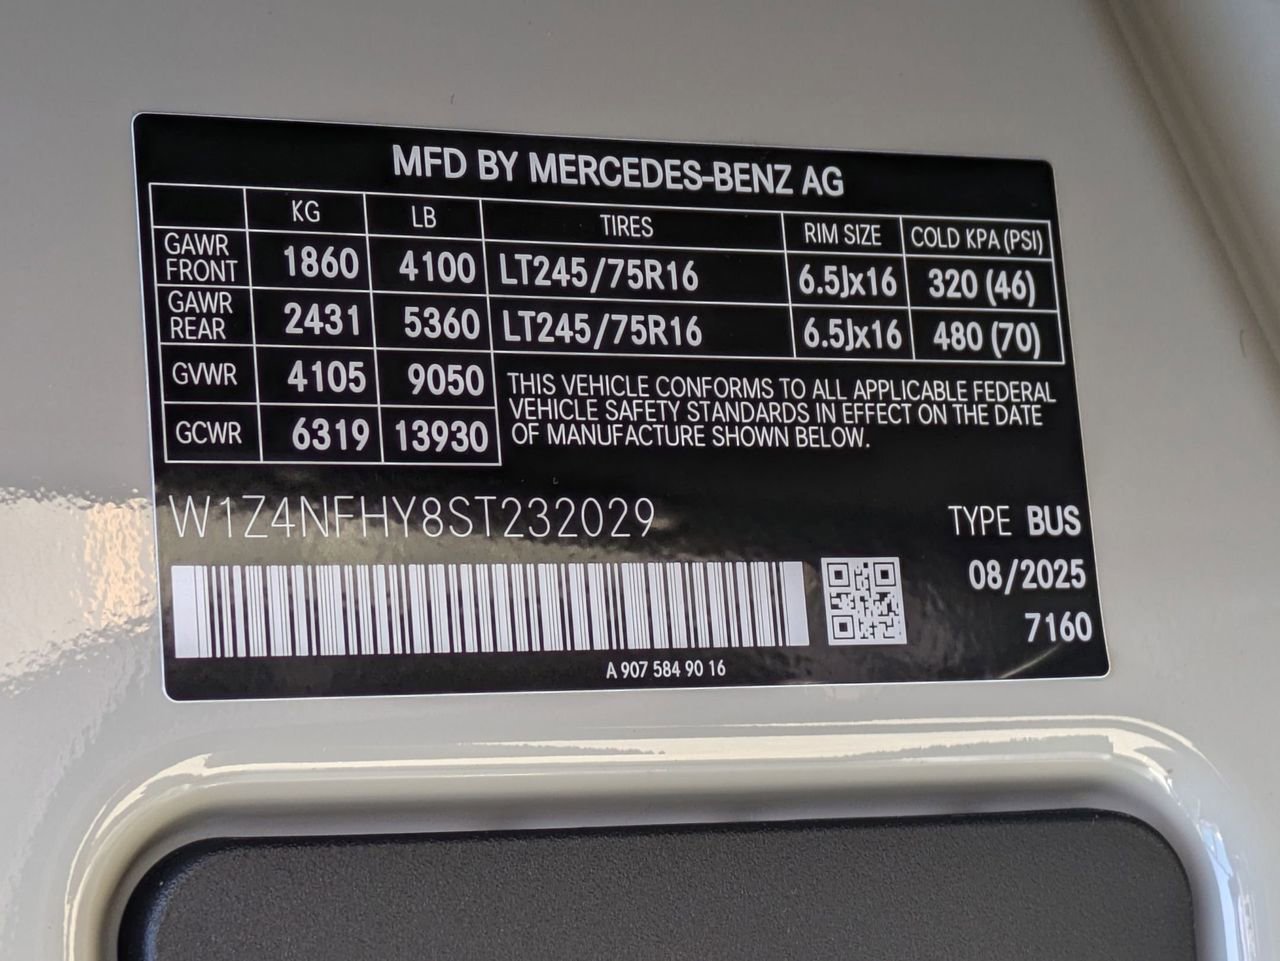 MFD BY MERCEDES-BENZ AG
KG LB TIRES RIM SIZE COLD KPA (PSI)
GAWR FRONT 1860 4100 LT245/75R16 6.5Jx16 320 (46)
GAWR REAR 2431 5360 LT245/75R16 6.5Jx16 480 (70)
GVWR 4105 9050
GCWR 6319 13930
THIS VEHICLE CONFORMS TO ALL APPLICABLE FEDERAL
VEHICLE SAFETY STANDARDS IN EFFECT ON THE DATE
OF MANUFACTURE SHOWN BELOW.
W1Z4NFHY8ST232029
TYPE BUS
08/2025
7160
A 907 584 90 16